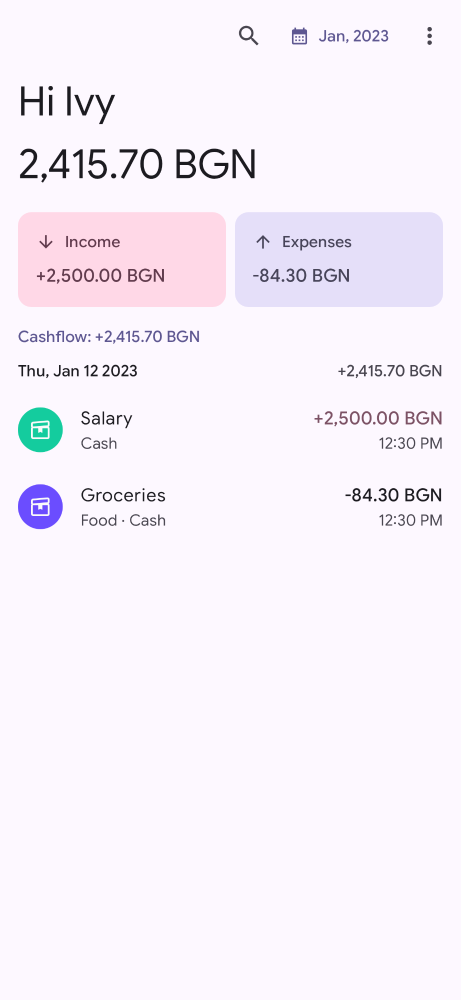 Jan, 2023
Hi Ivy
2,415.70 BGN
Income
+2,500.00 BGN
Expenses
-84.30 BGN
Cashflow: +2,415.70 BGN
Thu, Jan 12 2023
+2,415.70 BGN
Salary
+2,500.00 BGN
Cash
12:30 PM
Groceries
-84.30 BGN
Food · Cash
12:30 PM